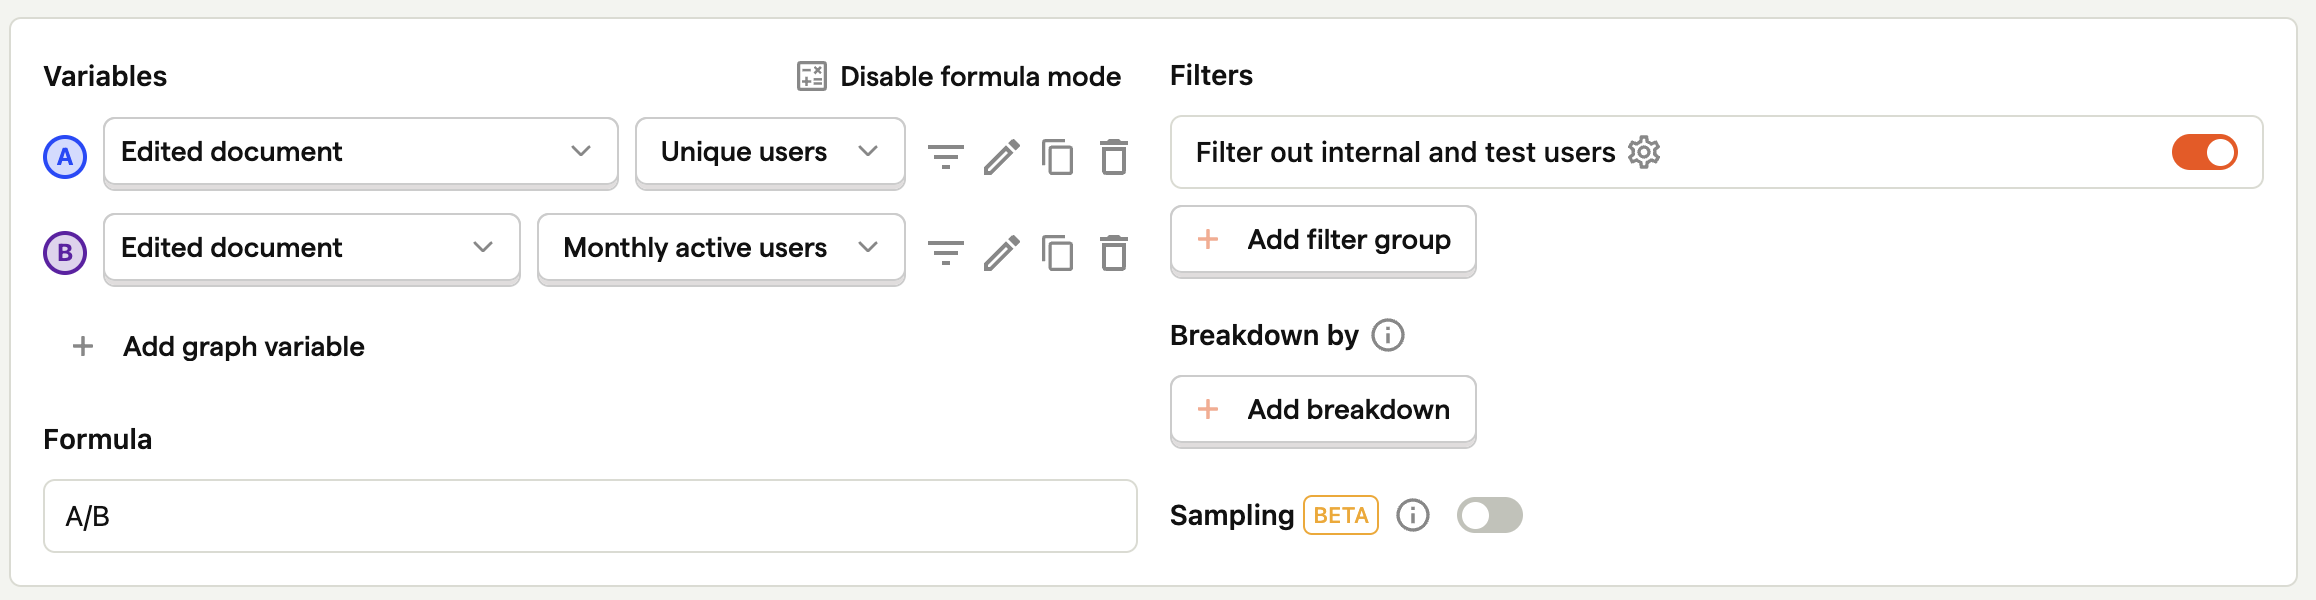 Variables
Disable formula mode
A Edited document Unique users
B Edited document Monthly active users
+ Add graph variable
Formula
A/B
Filters
Filter out internal and test users
+ Add filter group
Breakdown by
+ Add breakdown
Sampling BETA